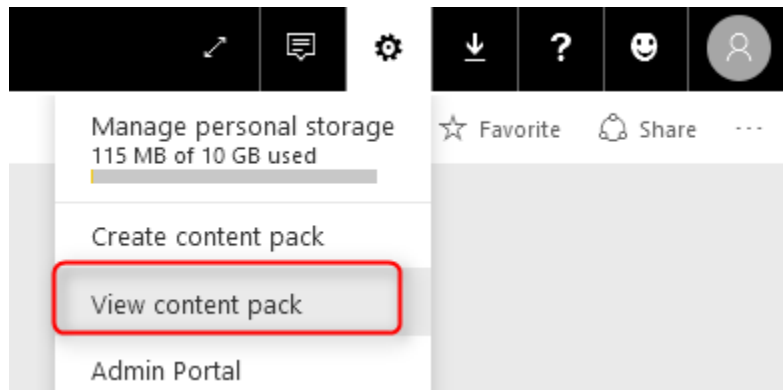 ?
Manage personal storage
115 MB of 10 GB used
Favorite Share ...
Create content pack
View content pack
Admin Portal